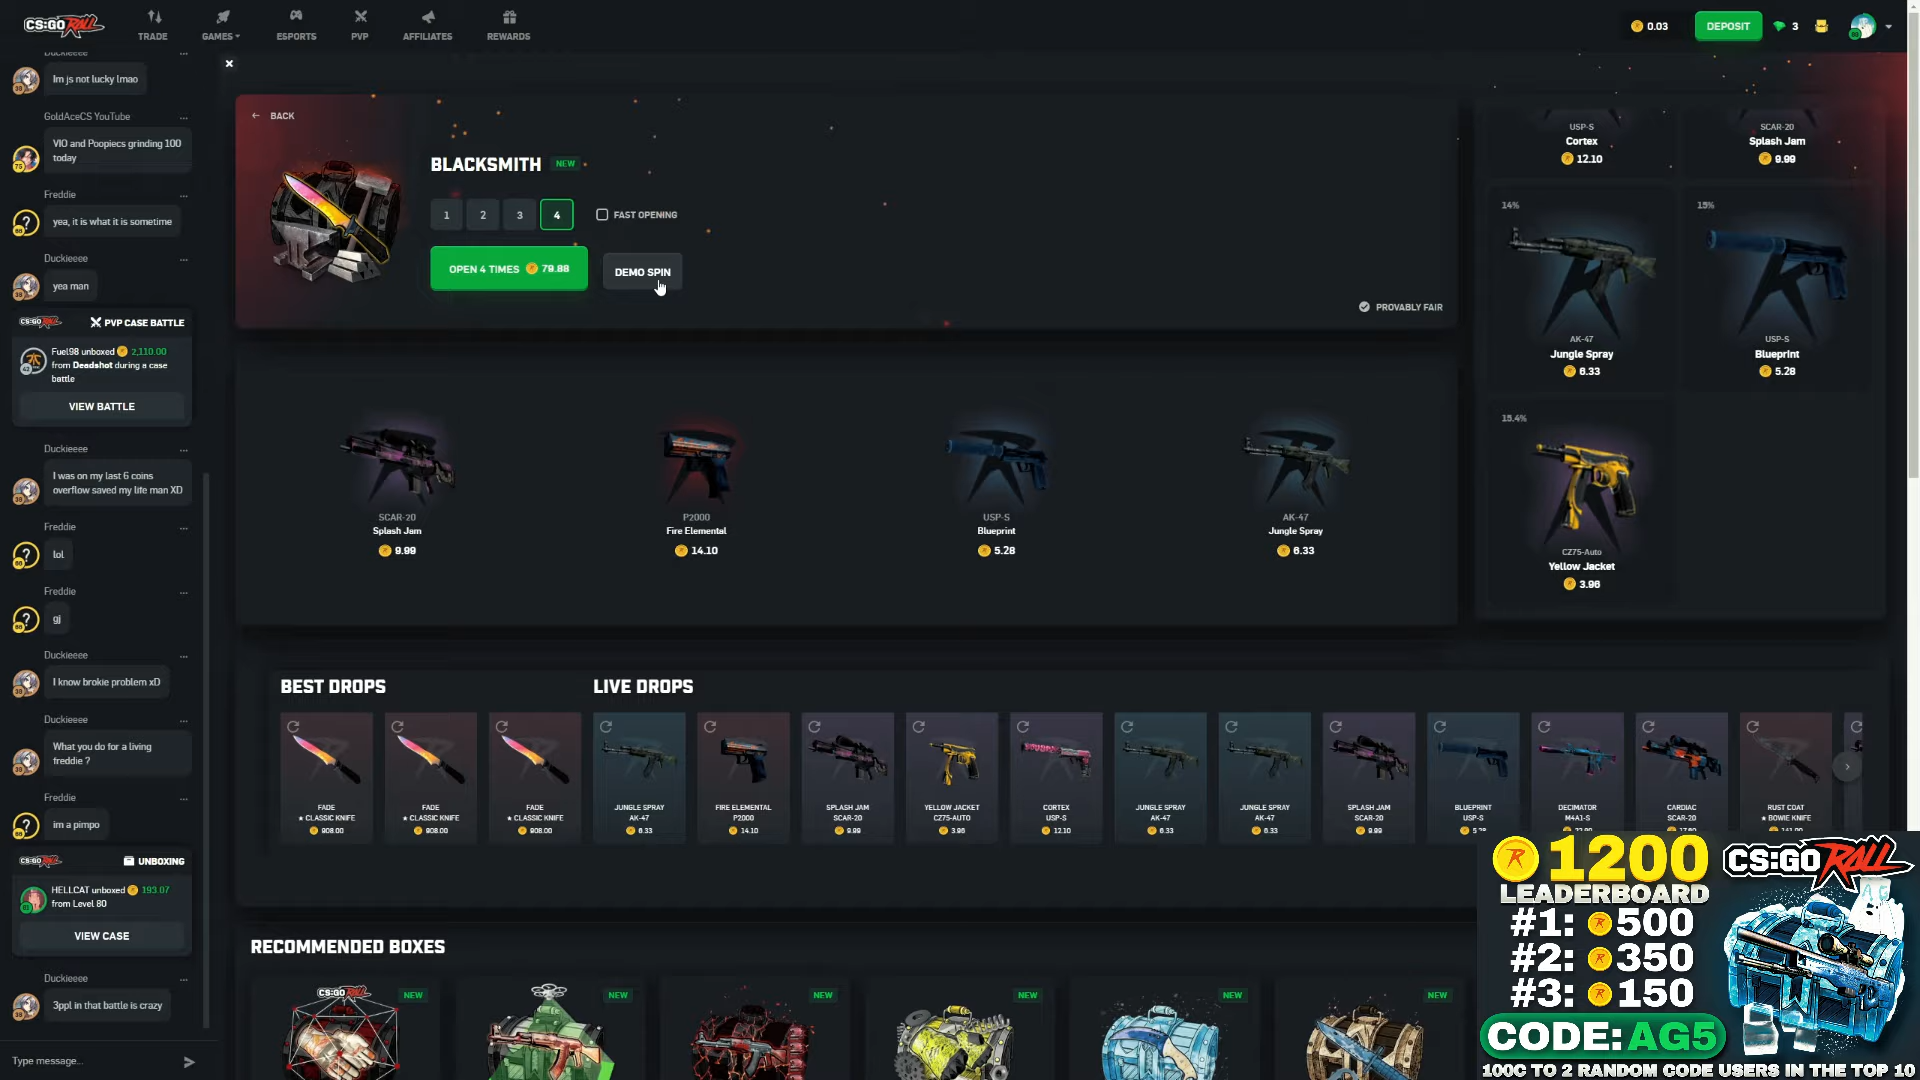 CS:GO ROLL
TRADE
GAMES
ESPORTS
PVP
AFFILIATES
REWARDS
0.03
DEPOSIT
3
Duckieeee
Im js not lucky lmao
GoldAceCS YouTube
VIO and Poopiecs grinding 100
today
Freddie
yea, it is what it is sometime
Duckieeee
yea man
CS:GO ROLL
PVP CASE BATTLE
Fuel98 unboxed 2,110.00
from Deadshot during a case
battle
VIEW BATTLE
Duckieeee
I was on my last 6 coins
overflow saved my life man XD
Freddie
lol
Freddie
gj
Duckieeee
I know brokie problem xD
Duckieeee
What you do for a living
freddie ?
Freddie
im a pimpo
CS:GO ROLL
UNBOXING
HELLCAT unboxed 193.07
from Level 80
VIEW CASE
Duckieeee
3ppl in that battle is crazy
Type message...
BACK
BLACKSMITH
NEW
1
2
3
4
FAST OPENING
OPEN 4 TIMES 79.88
DEMO SPIN
PROVABLY FAIR
SCAR-20
Splash Jam
9.99
P2000
Fire Elemental
14.10
USP-S
Blueprint
5.28
AK-47
Jungle Spray
6.33
USP-S
Cortex
12.10
SCAR-20
Splash Jam
9.99
14%
AK-47
Jungle Spray
6.33
15%
USP-S
Blueprint
5.28
15.4%
CZ75-Auto
Yellow Jacket
3.96
BEST DROPS
FADE
★ CLASSIC KNIFE
908.00
FADE
★ CLASSIC KNIFE
908.00
FADE
★ CLASSIC KNIFE
908.00
LIVE DROPS
JUNGLE SPRAY
AK-47
6.33
FIRE ELEMENTAL
P2000
14.10
SPLASH JAM
SCAR-20
9.99
YELLOW JACKET
CZ75-AUTO
3.96
CORTEX
USP-S
12.10
JUNGLE SPRAY
AK-47
6.33
JUNGLE SPRAY
AK-47
6.33
SPLASH JAM
SCAR-20
9.99
BLUEPRINT
USP-S
5.28
DECIMATOR
M4A1-S
CARDIAC
SCAR-20
RUST COAT
★ BOWIE KNIFE
RECOMMENDED BOXES
CS:GO ROLL
NEW
NEW
NEW
NEW
NEW
NEW
1200
LEADERBOARD
#1: 500
#2: 350
#3: 150
CODE: AG5
CS:GO ROLL
AG
100C TO 2 RANDOM CODE USERS IN THE TOP 10